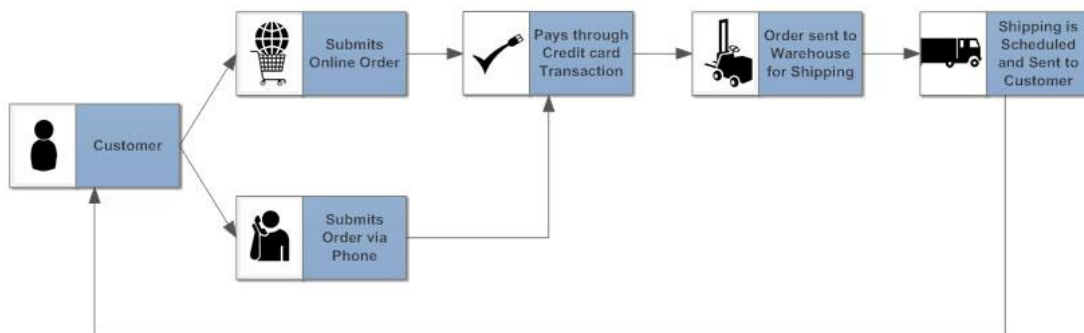 Customer
Submits
Online Order
Submits
Order via
Phone
Pays through
Credit card
Transaction
Order sent to
Warehouse
for Shipping
Shipping is
Scheduled
and Sent to
Customer